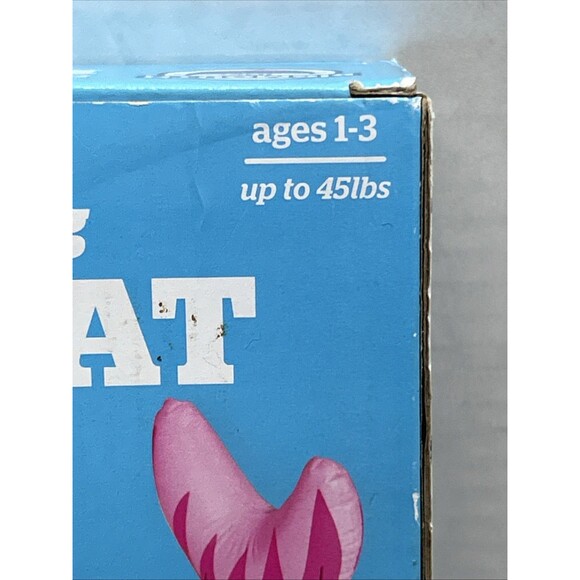 ages 1-3
up to 45lbs
AT